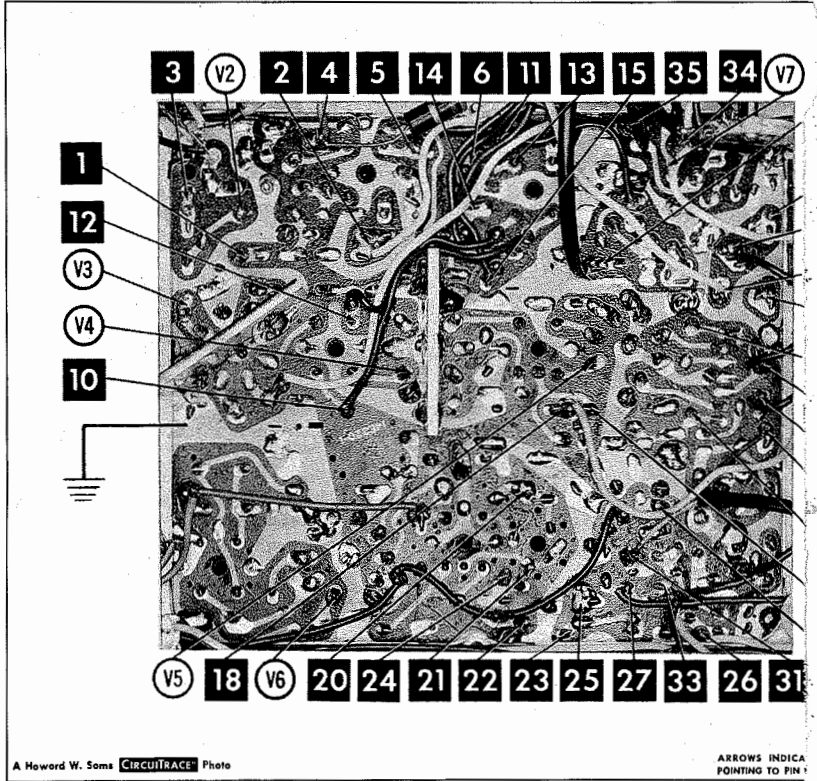 3 V2 2 4 5 14 6 11 13 15 35 34 V7
1
12
V3
V4
10
V5 18 V6 20 24 21 22 23 25 27 33 26 31
A Howard W. Sams CIRCUITRACE™ Photo
ARROWS INDICA
POINTING TO PIN